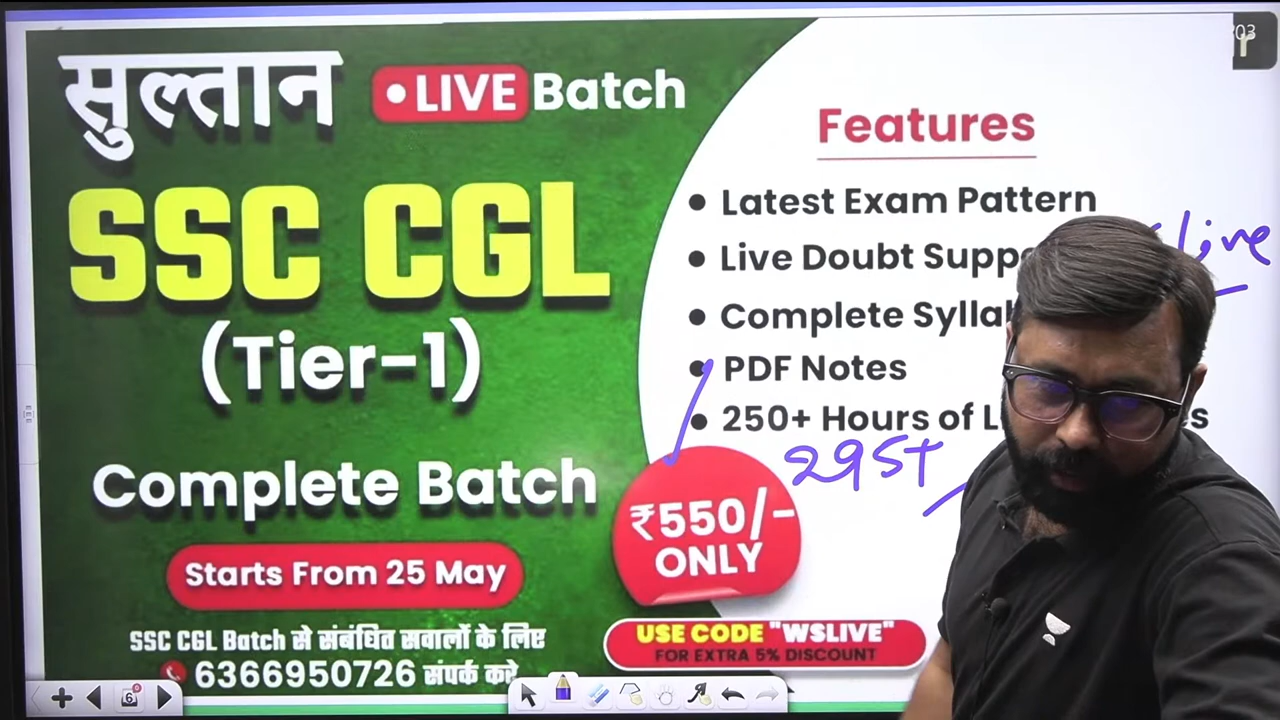 सुल्तान
•LIVE Batch
SSC CGL
(Tier-1)
Complete Batch
Starts From 25 May
SSC CGL Batch से संबंधित सवालों के लिए
6366950726 संपर्क करे
Features
• Latest Exam Pattern
• Live Doubt Supp
live
• Complete Syllab
• PDF Notes
• 250+ Hours of L
295+
₹550/-
ONLY
USE CODE "WSLIVE"
FOR EXTRA 5% DISCOUNT